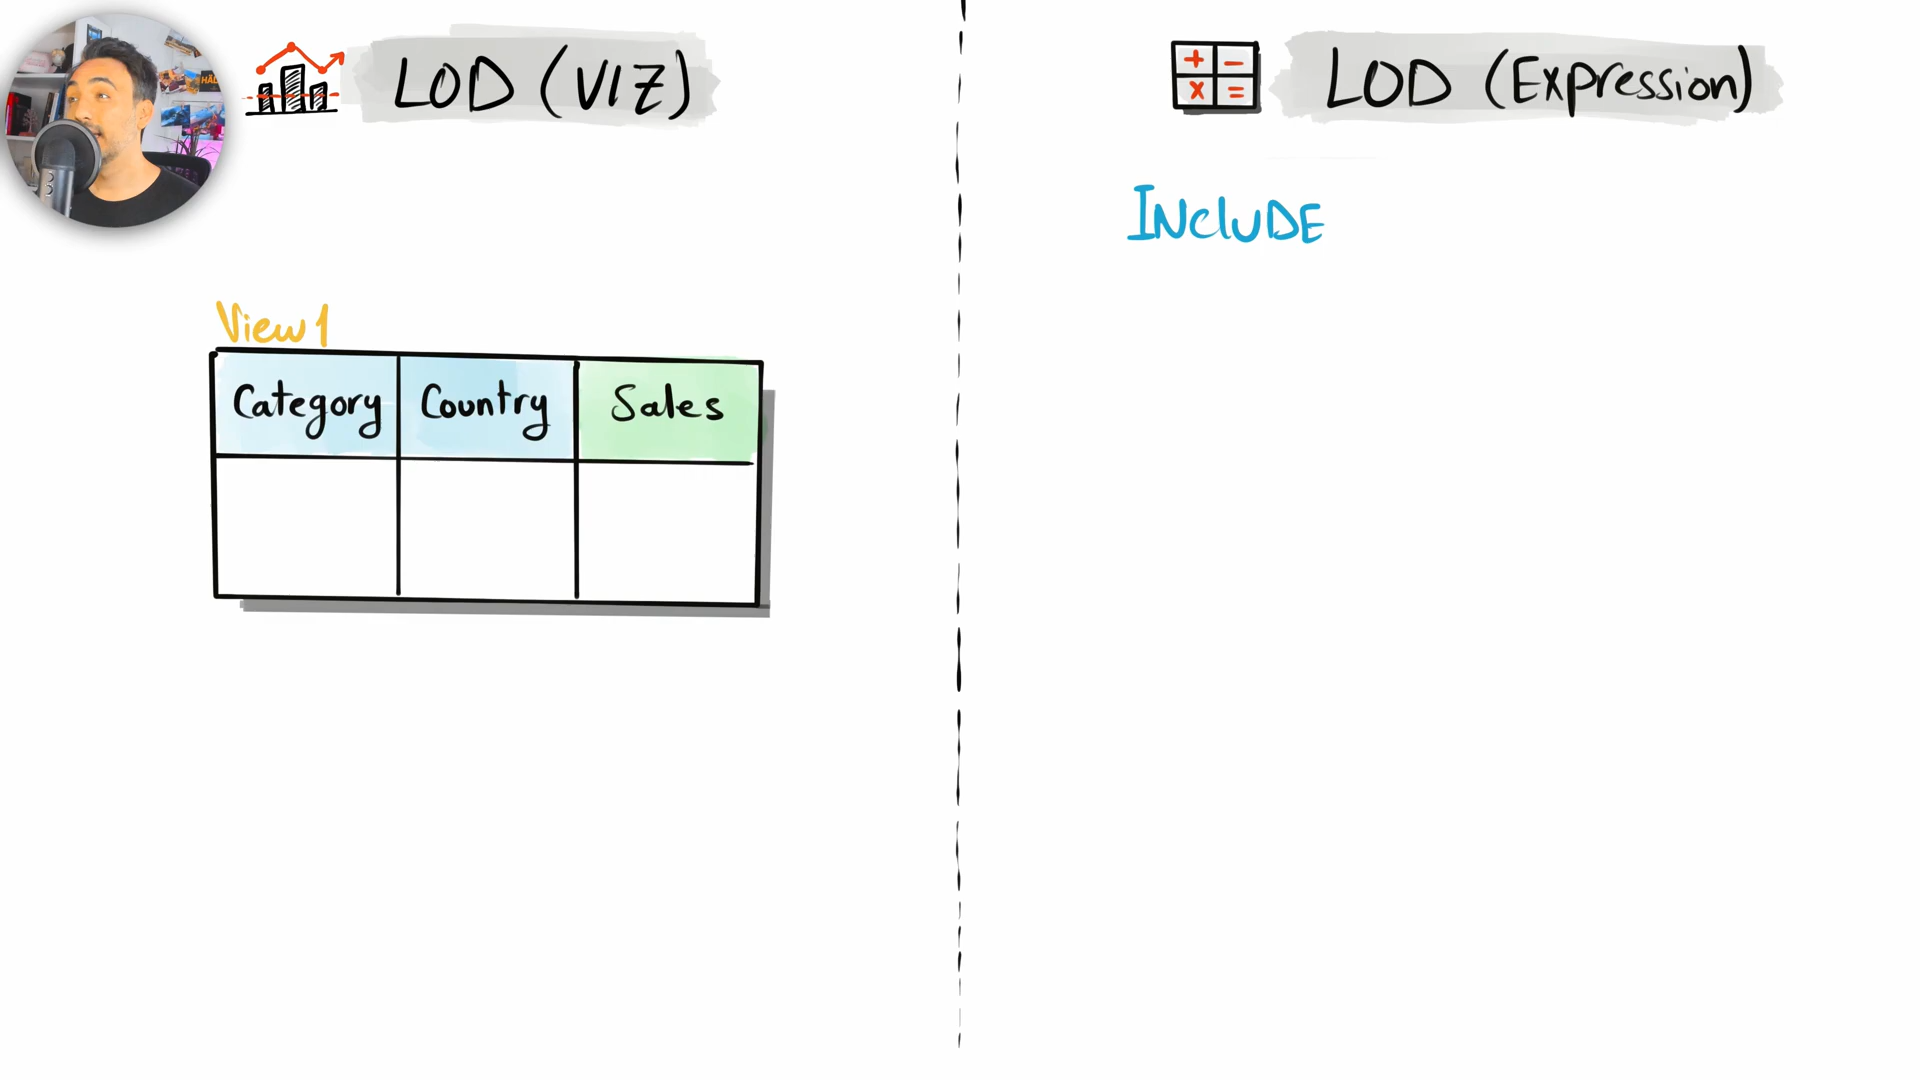 LOD (VIZ)
View 1
Category Country Sales
LOD (Expression)
INCLUDE